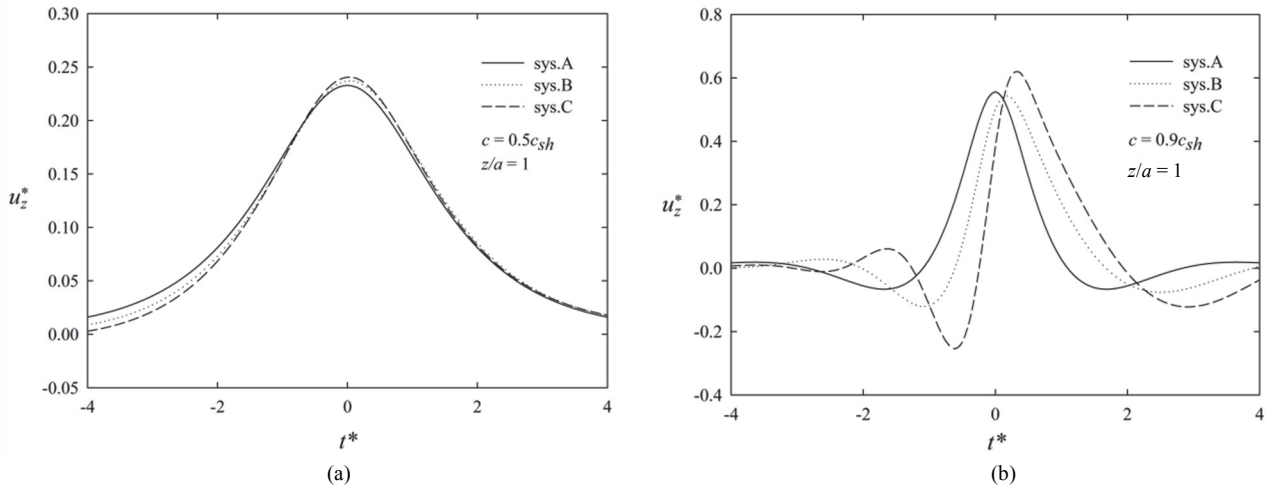 0.30
0.25
0.20
0.15
0.10
0.05
0.00
-0.05
u*z
sys.A
sys.B
sys.C
c = 0.5csh
z/a = 1
-4 -2 0 2 4
t*
(a)
0.8
0.6
0.4
0.2
0.0
-0.2
-0.4
u*z
sys.A
sys.B
sys.C
c = 0.9csh
z/a = 1
-4 -2 0 2 4
t*
(b)